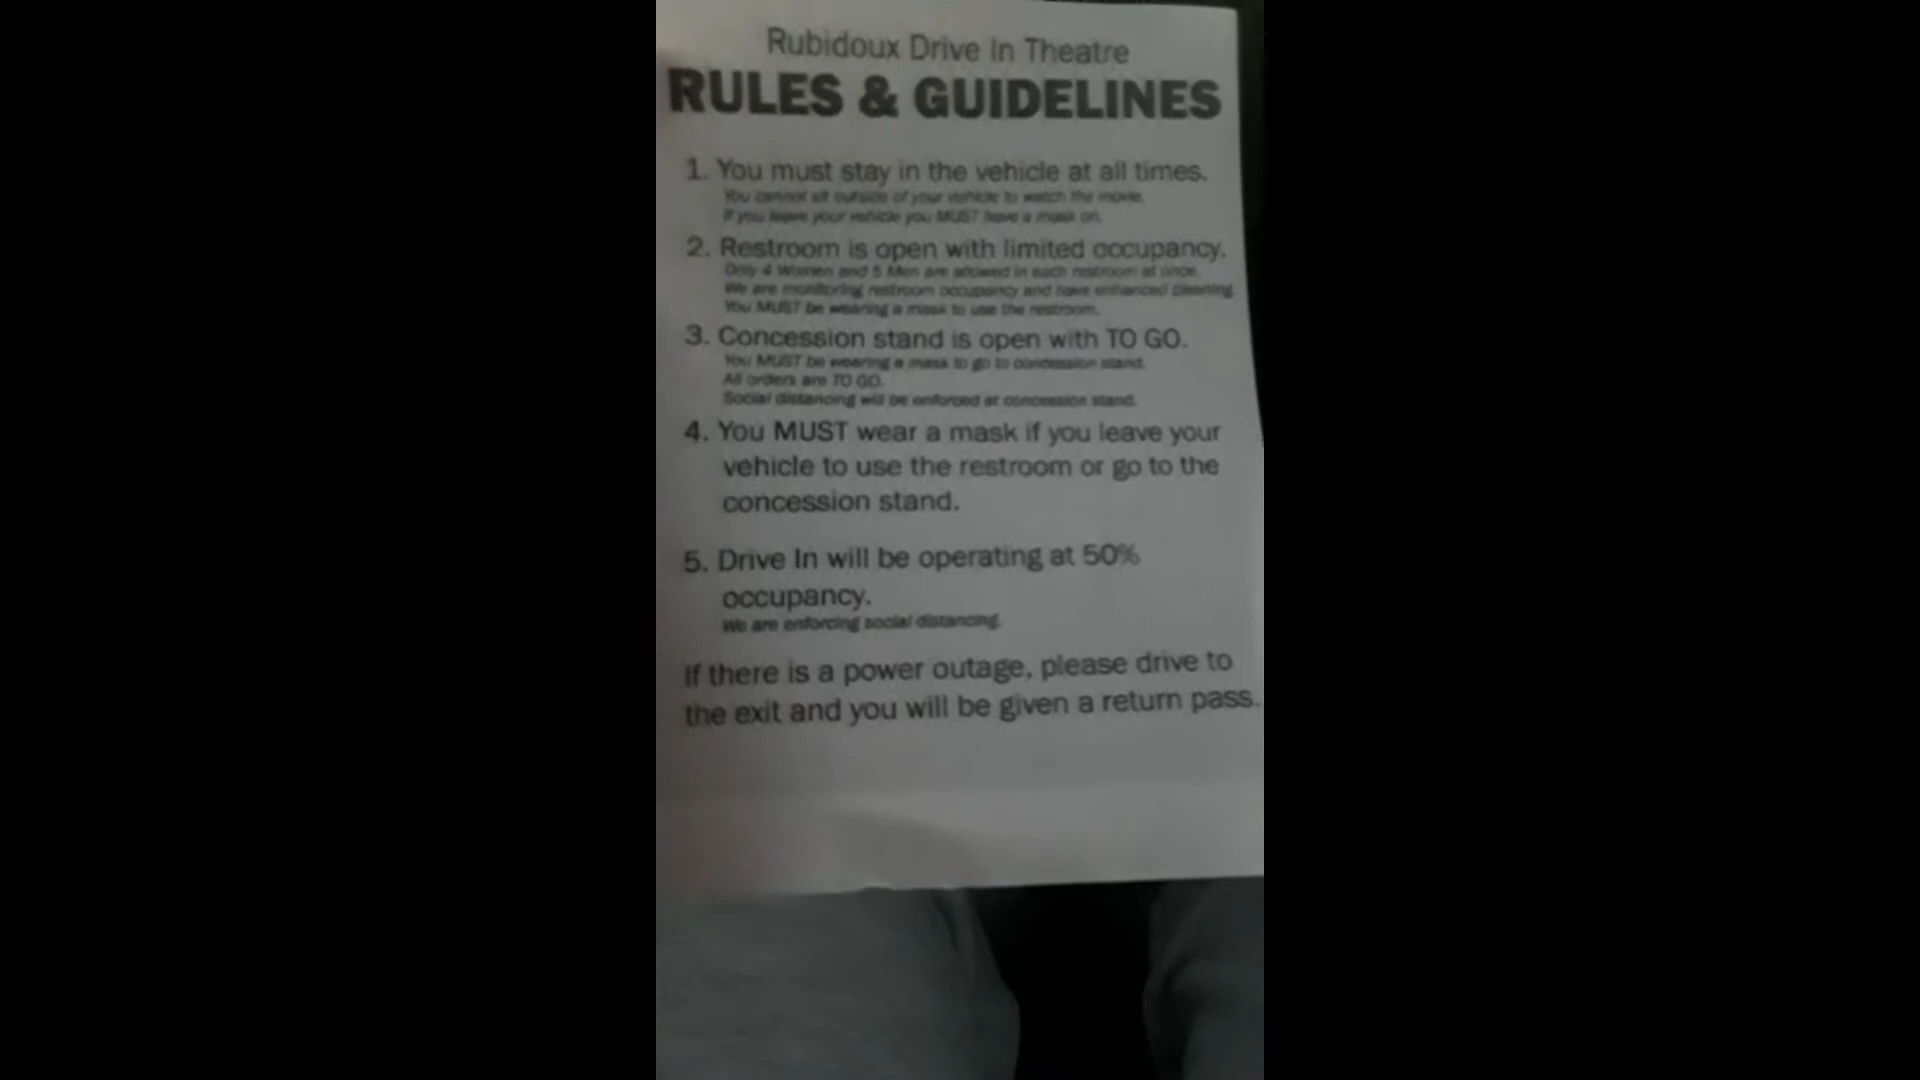 Rubidoux Drive In Theatre
RULES & GUIDELINES
1. You must stay in the vehicle at all times.
You cannot sit outside of your vehicle to watch the movie.
If you leave your vehicle you MUST have a mask on.
2. Restroom is open with limited occupancy.
Only 4 Women and 5 Men are allowed in each restroom at once.
We are monitoring restroom occupancy and have enhanced cleaning.
You MUST be wearing a mask to use the restroom.
3. Concession stand is open with TO GO.
You MUST be wearing a mask to go to concession stand.
All orders are TO GO.
Social distancing will be enforced at concession stand.
4. You MUST wear a mask if you leave your
vehicle to use the restroom or go to the
concession stand.
5. Drive In will be operating at 50%
occupancy.
We are enforcing social distancing.
If there is a power outage, please drive to
the exit and you will be given a return pass.